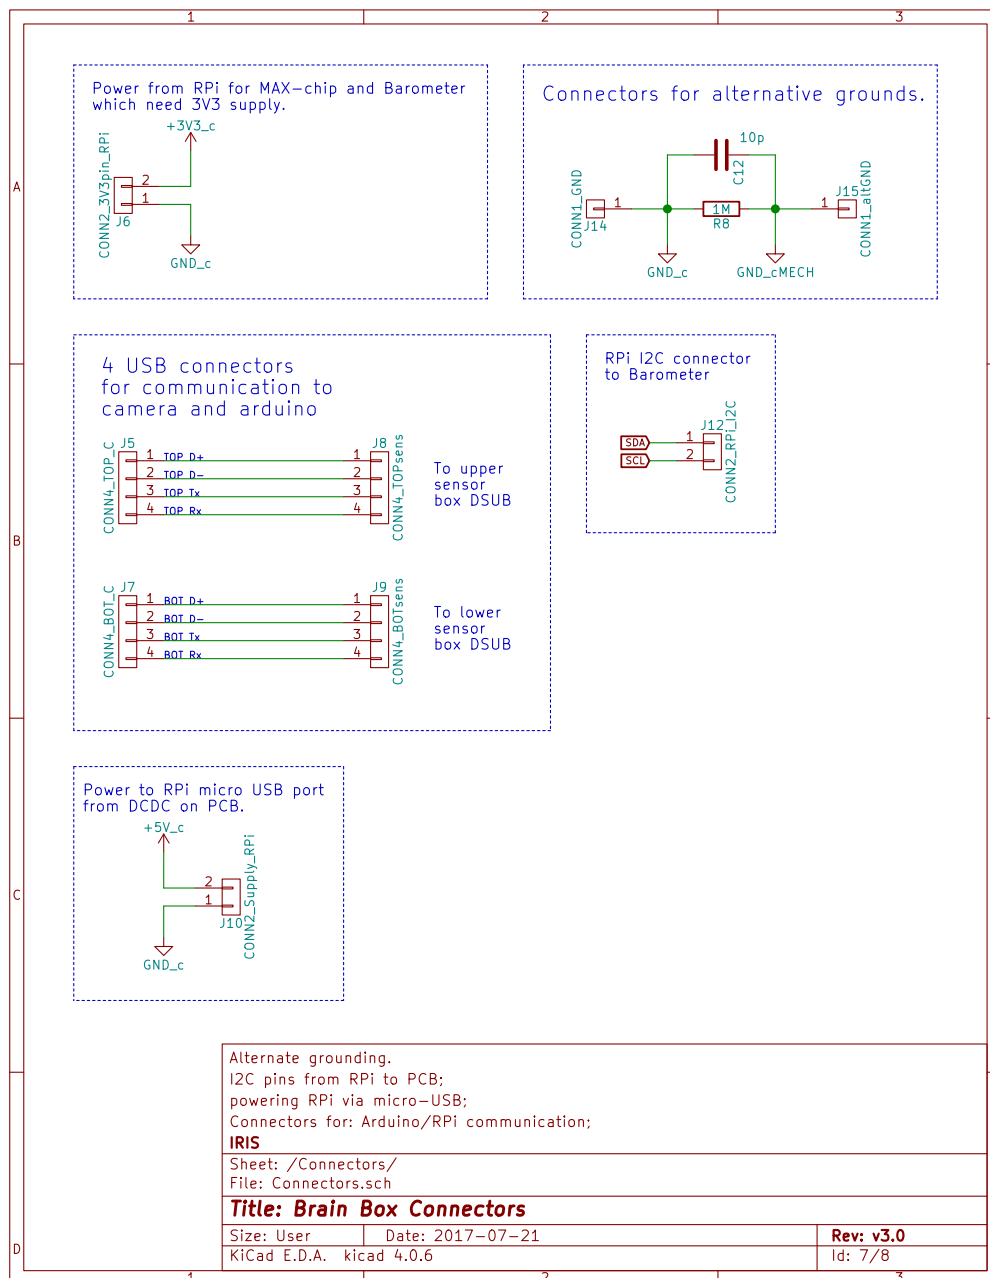 1
2
3
Power from RPi for MAX-chip and Barometer
which need 3V3 supply.
+3V3_c
CONN2_3V3pin_RPi
2
1
J6
GND_c
Connectors for alternative grounds.
10p
C12
CONN1_GND
1
J14
1M
R8
1
J15
CONN1_altGND
GND_c
GND_cMECH
A
4 USB connectors
for communication to
camera and arduino
J5
CONN4_TOP_C
1 TOP D+ 1
2 TOP D- 2
3 TOP Tx 3
4 TOP Rx 4
J8
CONN4_TOPsens
To upper
sensor
box DSUB
RPi I2C connector
to Barometer
SDA 1
SCL 2
J12
CONN2_RPi_I2C
B
J7
CONN4_BOT_C
1 BOT D+ 1
2 BOT D- 2
3 BOT Tx 3
4 BOT Rx 4
J9
CONN4_BOTsens
To lower
sensor
box DSUB
Power to RPi micro USB port
from DCDC on PCB.
+5V_c
2
1
J10
CONN2_Supply_RPi
GND_c
C
Alternate grounding.
I2C pins from RPi to PCB;
powering RPi via micro-USB;
Connectors for: Arduino/RPi communication;
IRIS
Sheet: /Connectors/
File: Connectors.sch
Title: Brain Box Connectors
Size: User
Date: 2017-07-21
Rev: v3.0
KiCad E.D.A. kicad 4.0.6
Id: 7/8
D
1
2
3